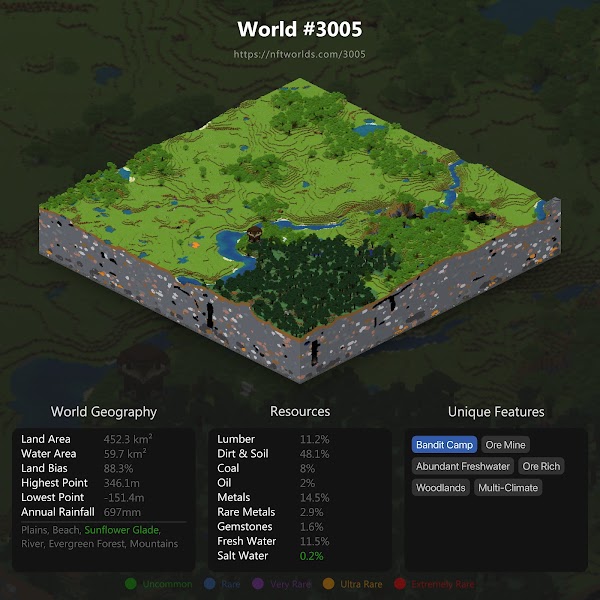 World #3005
https://nftworlds.com/3005
World Geography
Land Area 452.3 km²
Water Area 59.7 km²
Land Bias 88.3%
Highest Point 346.1m
Lowest Point -151.4m
Annual Rainfall 697mm
Plains, Beach, Sunflower Glade,
River, Evergreen Forest, Mountains
Resources
Lumber 11.2%
Dirt & Soil 48.1%
Coal 8%
Oil 2%
Metals 14.5%
Rare Metals 2.9%
Gemstones 1.6%
Fresh Water 11.5%
Salt Water 0.2%
Unique Features
Bandit Camp Ore Mine
Abundant Freshwater Ore Rich
Woodlands Multi-Climate
Uncommon Rare Very Rare Ultra Rare Extremely Rare